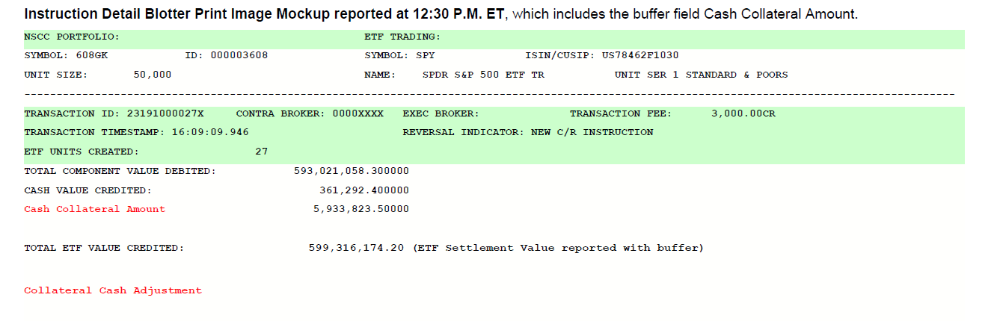 Instruction Detail Blotter Print Image Mockup reported at 12:30 P.M. ET, which includes the buffer field Cash Collateral Amount.
NSCC PORTFOLIO: ETF TRADING:
SYMBOL: 608GK ID: 000003608 SYMBOL: SPY ISIN/CUSIP: US78462F1030
UNIT SIZE: 50,000 NAME: SPDR S&P 500 ETF TR UNIT SER 1 STANDARD & POORS
TRANSACTION ID: 23191000027X CONTRA BROKER: 0000XXXX EXEC BROKER: TRANSACTION FEE: 3,000.00CR
TRANSACTION TIMESTAMP: 16:09:09.946 REVERSAL INDICATOR: NEW C/R INSTRUCTION
ETF UNITS CREATED: 27
TOTAL COMPONENT VALUE DEBITED: 593,021,058.300000
CASH VALUE CREDITED: 361,292.400000
Cash Collateral Amount 5,933,823.50000
TOTAL ETF VALUE CREDITED: 599,316,174.20 (ETF Settlement Value reported with buffer)
Collateral Cash Adjustment